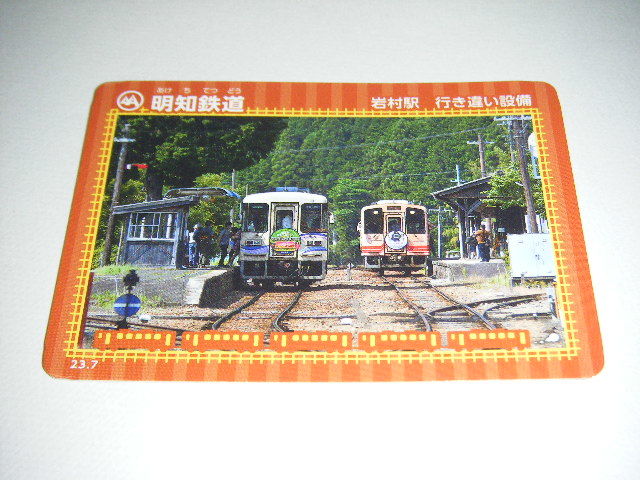 あけ ち てつ どう
明知鉄道
岩村駅 行き違い設備
23.7